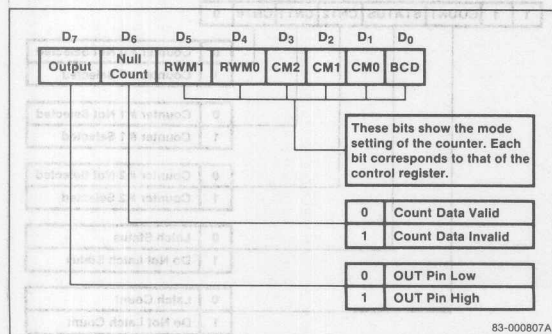 D7 D6 D5 D4 D3 D2 D1 D0
Output Null Count RWM1 RWM0 CM2 CM1 CM0 BCD
These bits show the mode
setting of the counter. Each
bit corresponds to that of the
control register.
0 Count Data Valid
1 Count Data Invalid
0 OUT Pin Low
1 OUT Pin High
83-000807A